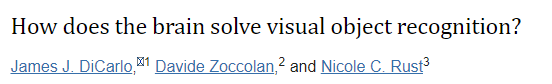 How does the brain solve visual object recognition?
James J. DiCarlo,✉1 Davide Zoccolan,2 and Nicole C. Rust3